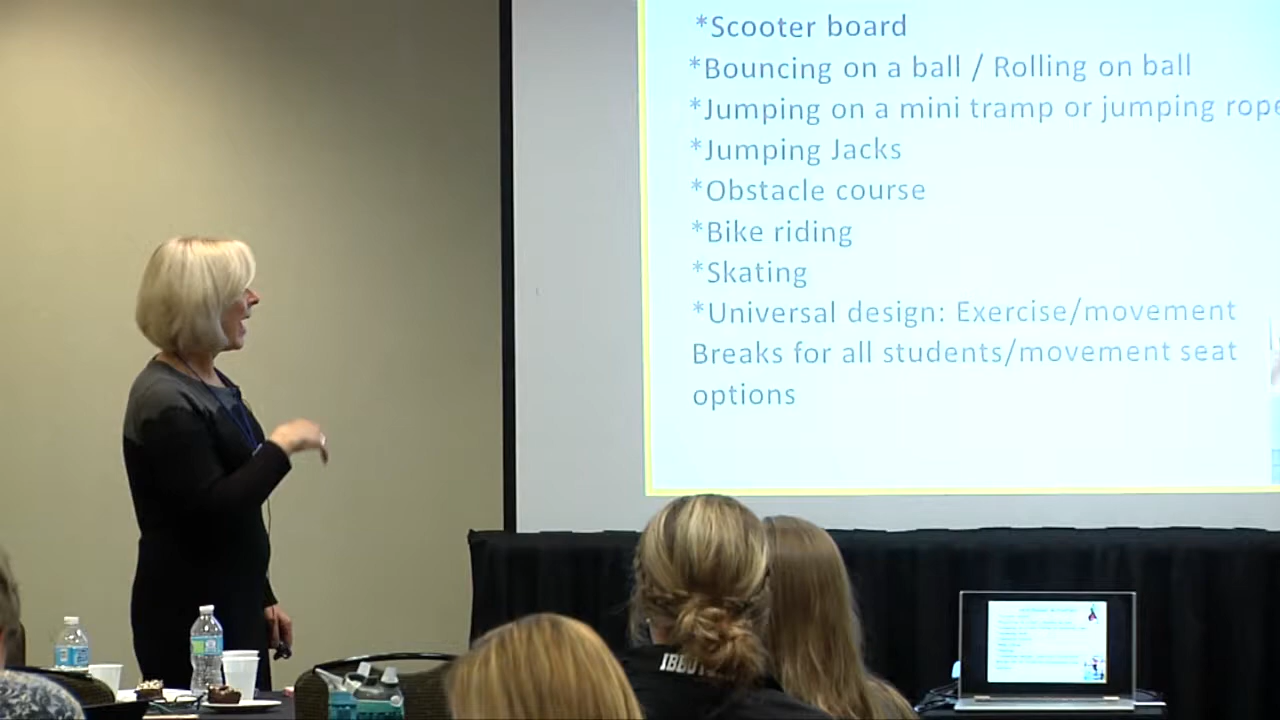 *Scooter board
*Bouncing on a ball / Rolling on ball
*Jumping on a mini tramp or jumping rope
*Jumping Jacks
*Obstacle course
*Bike riding
*Skating
*Universal design: Exercise/movement
Breaks for all students/movement seat
options